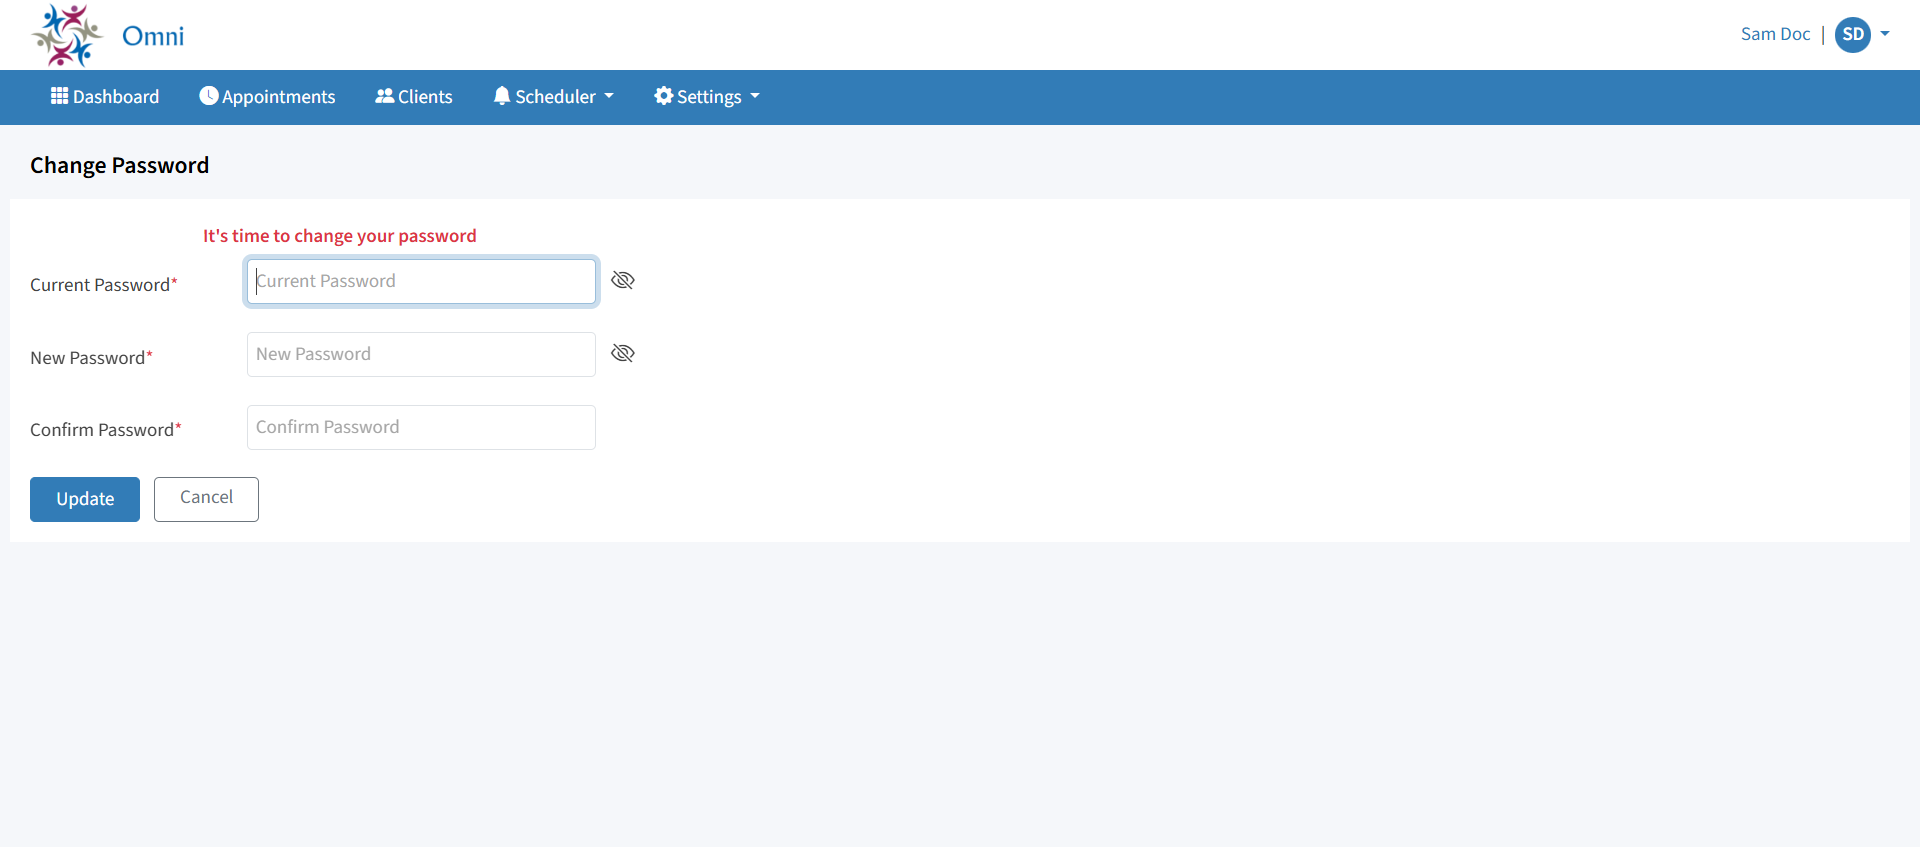 Omni
Sam Doc | SD
Dashboard Appointments Clients Scheduler Settings
Change Password
It's time to change your password
Current Password* Current Password
New Password* New Password
Confirm Password* Confirm Password
Update Cancel